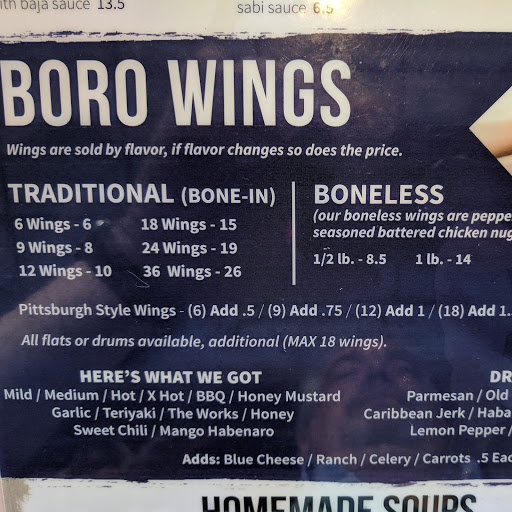 baja sauce 13.5
sabi sauce 6.5
BORO WINGS
Wings are sold by flavor, if flavor changes so does the price.
TRADITIONAL (BONE-IN)
6 Wings - 6
18 Wings - 15
9 Wings - 8
24 Wings - 19
12 Wings - 10
36 Wings - 26
BONELESS
(our boneless wings are peppe
seasoned battered chicken nug
1/2 lb. - 8.5
1 lb. - 14
Pittsburgh Style Wings - (6) Add .5 / (9) Add .75 / (12) Add 1 / (18) Add 1.
All flats or drums available, additional (MAX 18 wings).
HERE'S WHAT WE GOT
Mild / Medium / Hot / X Hot / BBQ / Honey Mustard
Garlic / Teriyaki / The Works / Honey
Sweet Chili / Mango Habenaro
DR
Parmesan / Old
Caribbean Jerk / Haba
Lemon Pepper /
Adds: Blue Cheese / Ranch / Celery / Carrots .5 Eac
HOMEMADE SOUPS